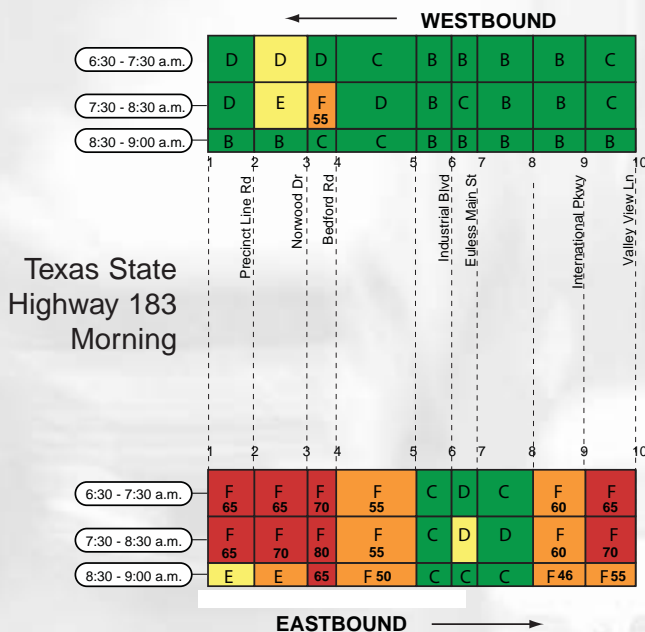 WESTBOUND
6:30 - 7:30 a.m. D D D C B B B B C
7:30 - 8:30 a.m. D E F 55 D B C B B C
8:30 - 9:00 a.m. B B C C B B B B B
1 2 3 4 5 6 7 8 9 10
Precinct Line Rd
Norwood Dr
Bedford Rd
Industrial Blvd
Euless Main St
International Pkwy
Valley View Ln
Texas State
Highway 183
Morning
1 2 3 4 5 6 7 8 9 10
6:30 - 7:30 a.m. F 65 F 65 F 70 F 55 C D C F 60 F 65
7:30 - 8:30 a.m. F 65 F 70 F 80 F 55 C D D F 60 F 70
8:30 - 9:00 a.m. E E 65 F 50 C C C F 46 F 55
EASTBOUND